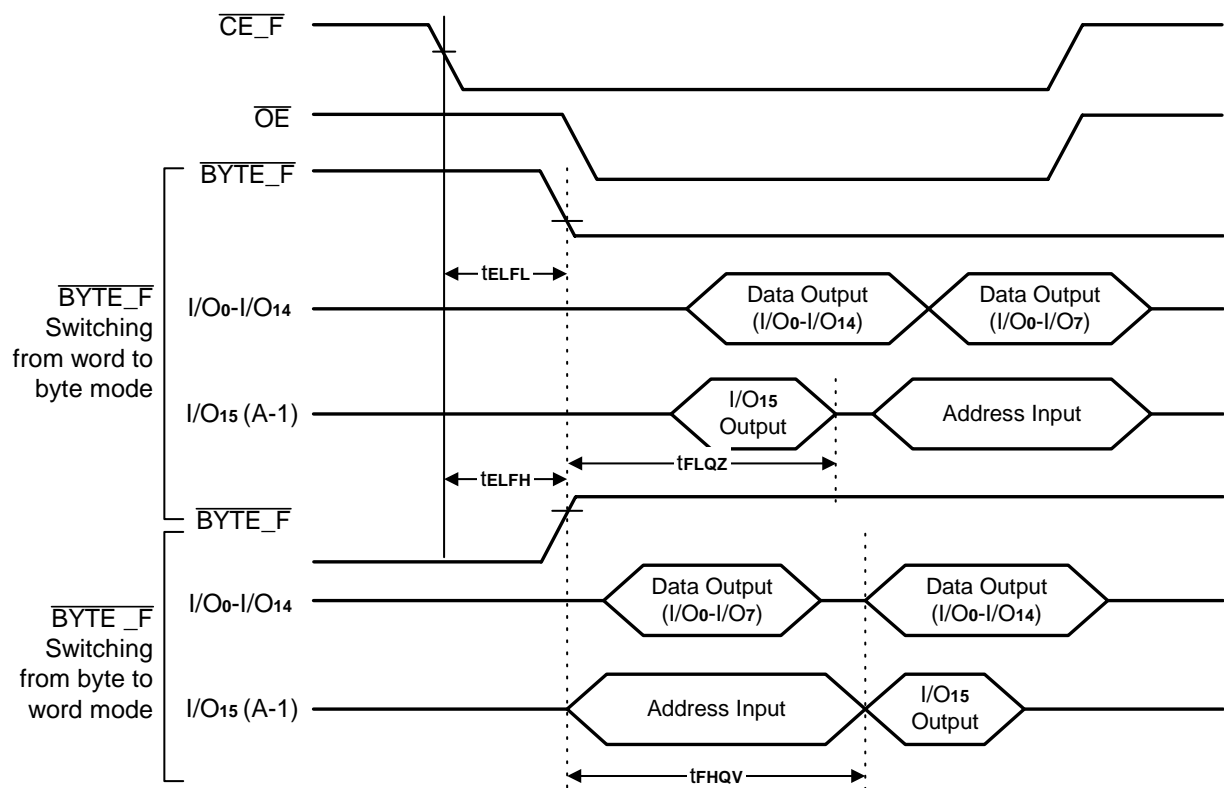 CE_F
OE
BYTE_F
tELFL
BYTE_F
Switching
from word to
byte mode
I/O0-I/O14
Data Output
(I/O0-I/O14)
Data Output
(I/O0-I/O7)
I/O15 (A-1)
I/O15
Output
Address Input
tELFH
tFLQZ
BYTE_F
BYTE _F
Switching
from byte to
word mode
I/O0-I/O14
Data Output
(I/O0-I/O7)
Data Output
(I/O0-I/O14)
I/O15 (A-1)
Address Input
I/O15
Output
tFHQV